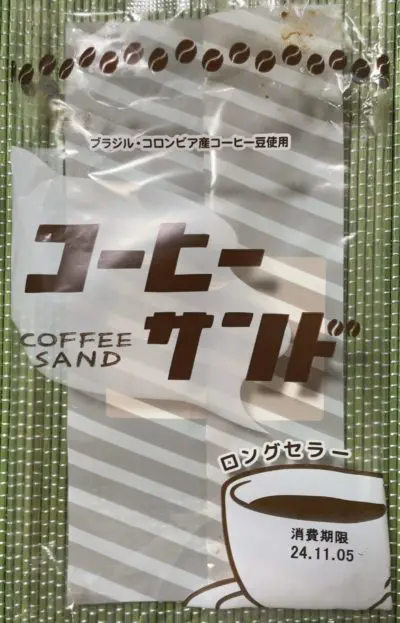 ブラジル・コロンビア産コーヒー豆使用
コーヒー
COFFEE
SAND
サンド
ロングセラー
消費期限
24.11.05